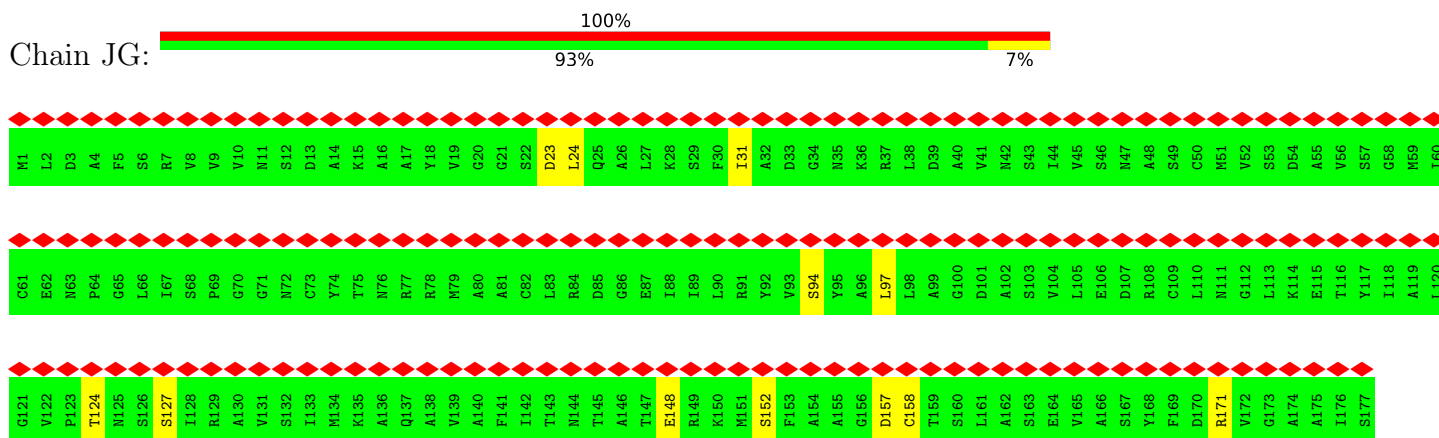 100%
Chain JG:
93% 7%
M1 L2 D3 A4 F5 S6 R7 V8 V9 V10 N11 S12 D13 A14 K15 A16 A17 Y18 V19 G20 G21 S22 D23 L24 Q25 A26 L27 K28 S29 F30 I31 A32 D33 G34 N35 K36 R37 L38 D39 A40 V41 N42 S43 I44 V45 S46 N47 A48 S49 C50 M51 V52 S53 D54 A55 V56 S57 G58 M59 I60
C61 E62 N63 P64 G65 L66 I67 S68 P69 G70 G71 N72 C73 Y74 T75 N76 R77 R78 M79 A80 A81 C82 L83 R84 D85 G86 E87 I88 I89 L90 R91 Y92 V93 S94 Y95 A96 L97 L98 A99 G100 D101 A102 S103 V104 L105 E106 D107 R108 C109 L110 N111 G112 L113 K114 E115 T116 Y117 I118 A119 L120
G121 V122 P123 T124 N125 S126 S127 I128 R129 A130 V131 S132 I133 M134 K135 A136 Q137 A138 V139 A140 F141 I142 T143 N144 T145 A146 T147 E148 R149 K150 M151 S152 F153 A154 A155 G156 D157 C158 T159 S160 L161 A162 S163 E164 V165 A166 S167 Y168 F169 D170 R171 V172 G173 A174 A175 I176 S177